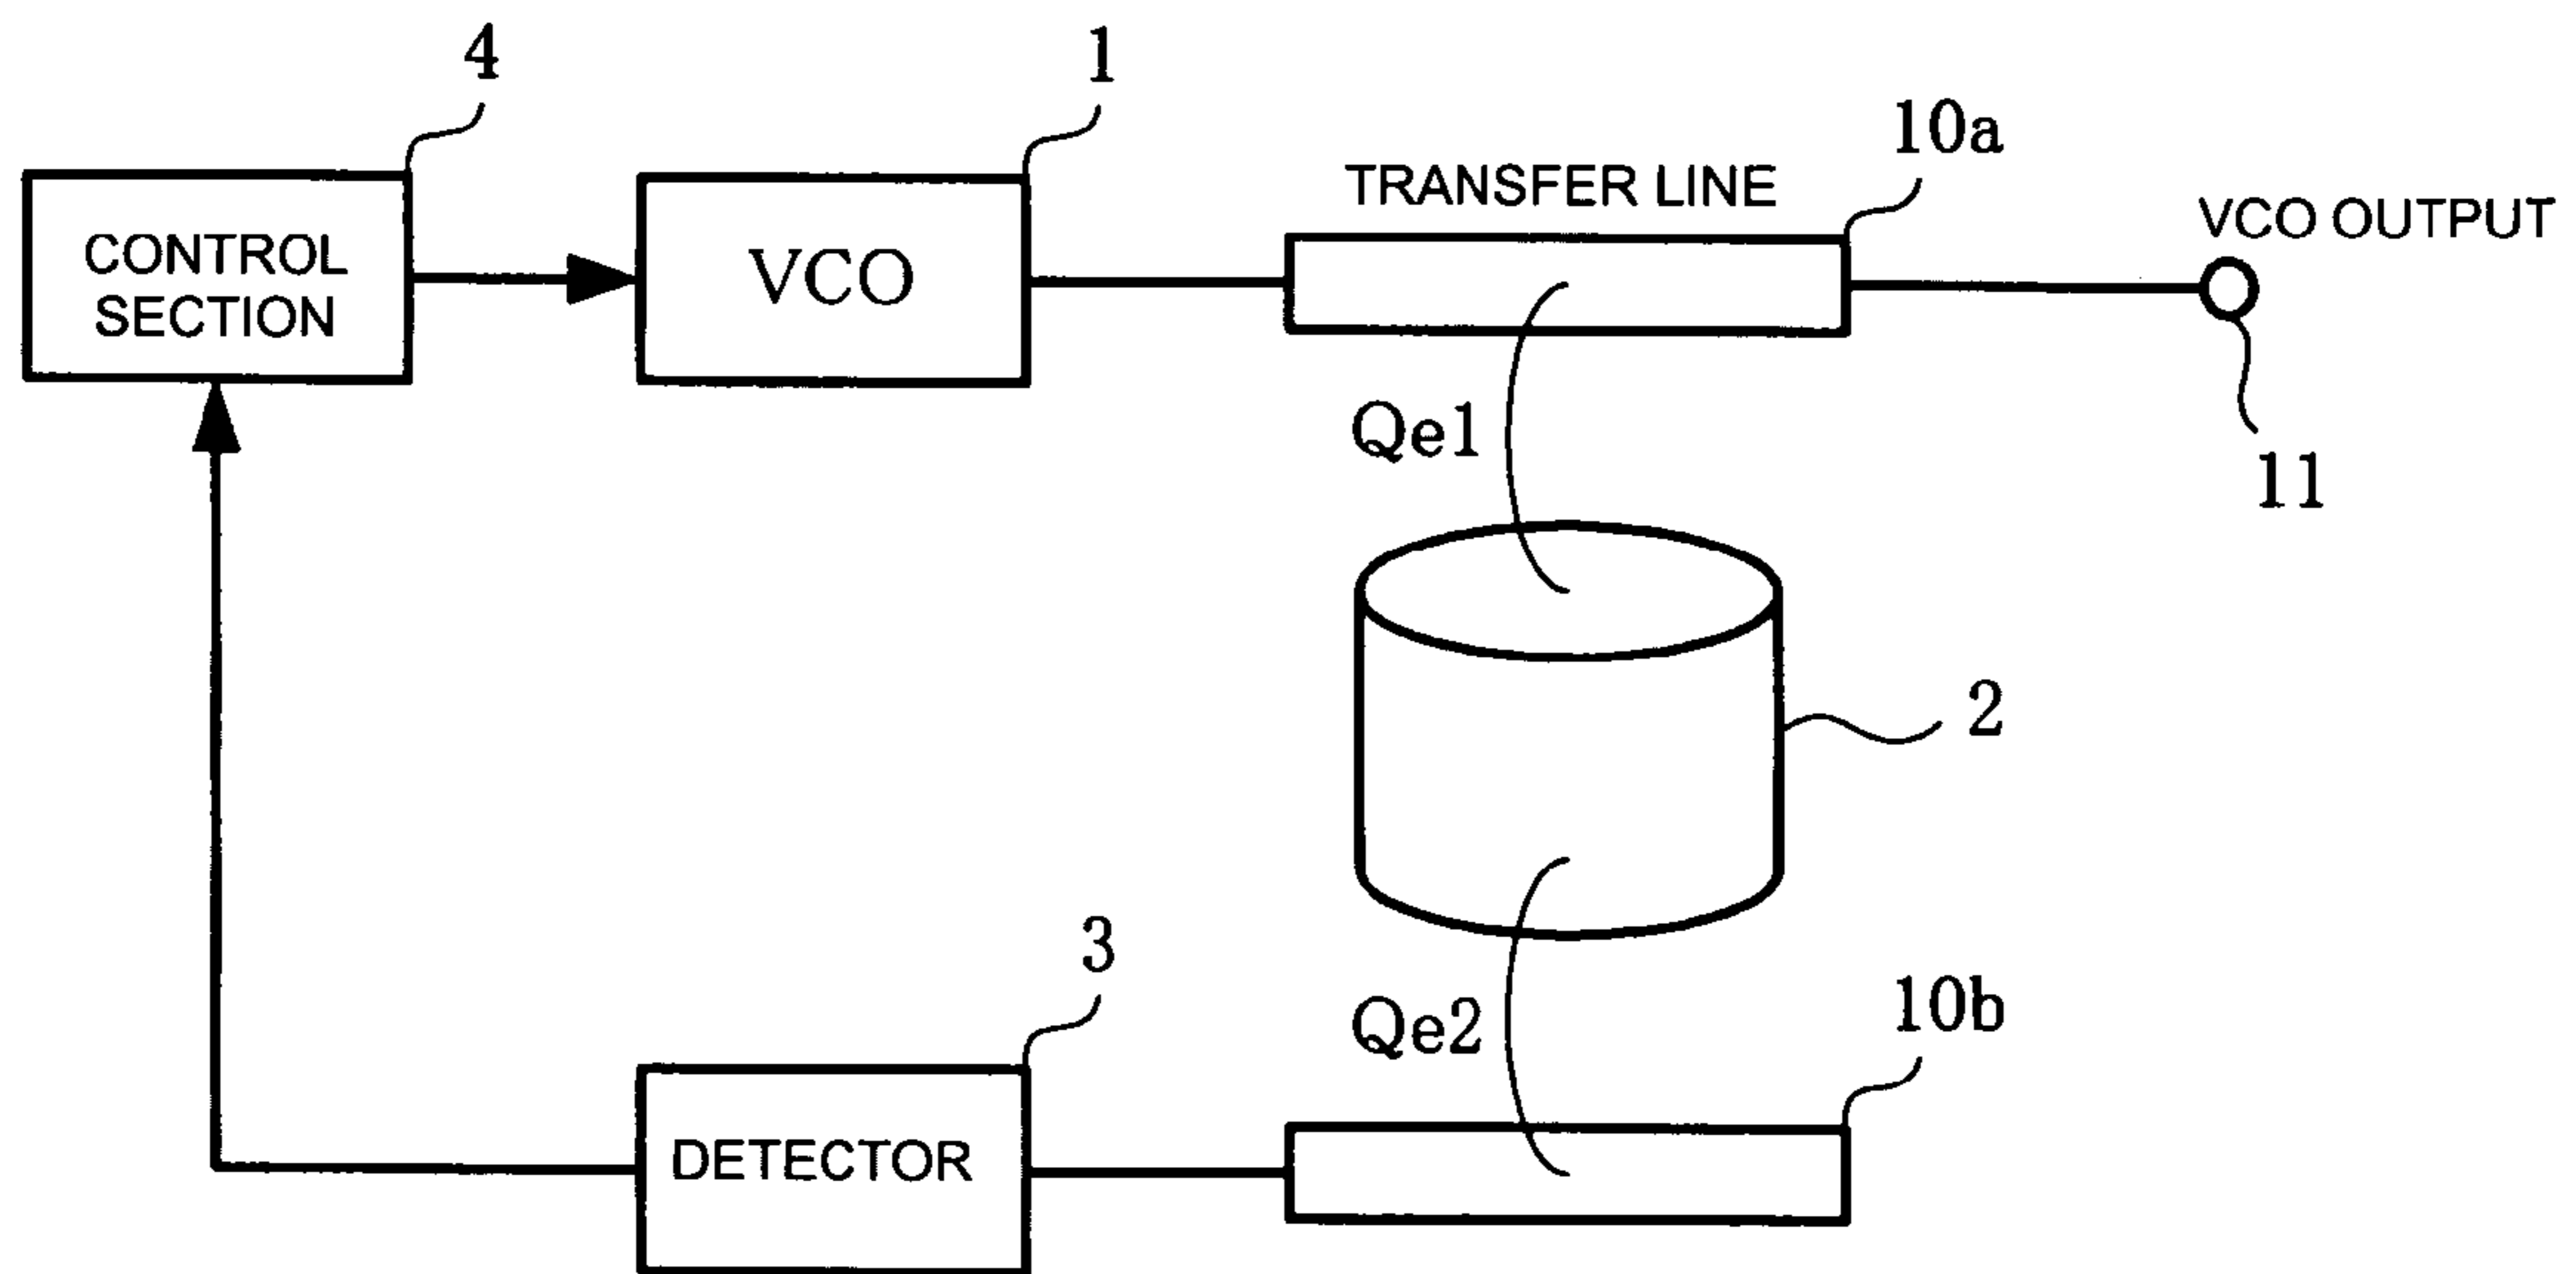 4
1
10a
TRANSFER LINE
VCO OUTPUT
CONTROL
SECTION
VCO
11
Qe1
2
3
Qe2
10b
DETECTOR